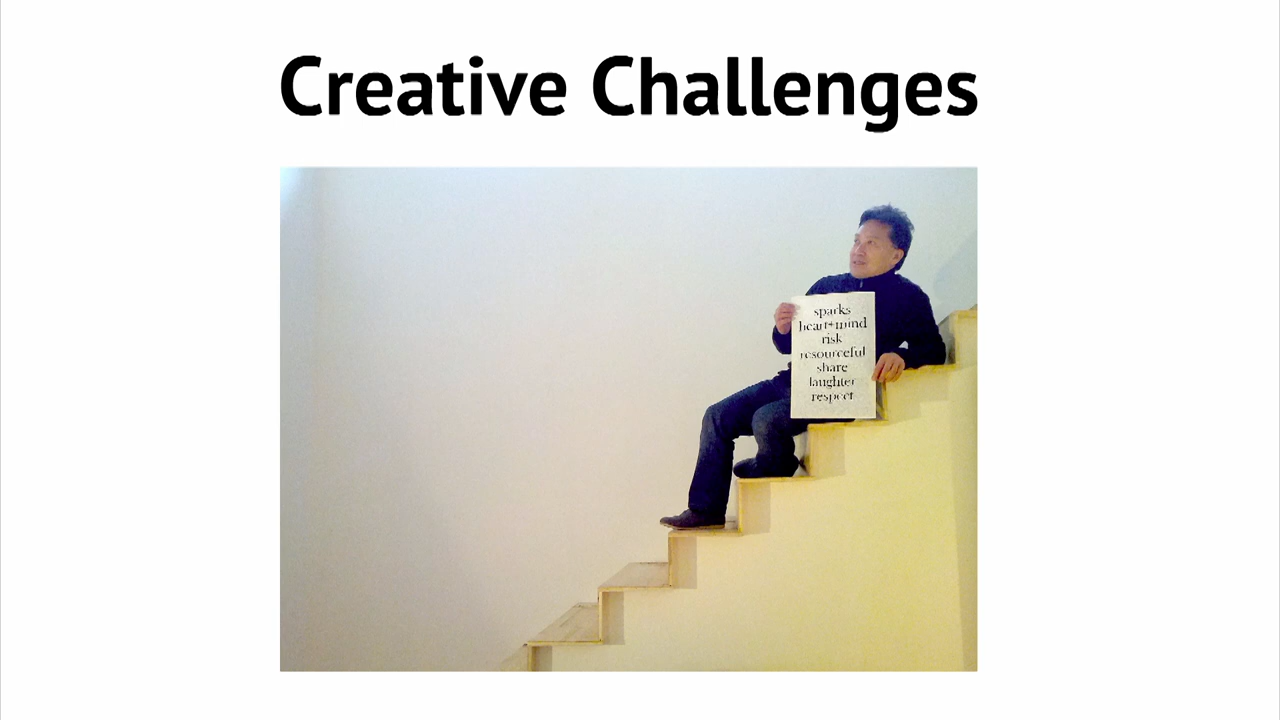 Creative Challenges
sparks
heart+mind
risk
resourceful
share
laughter
respect